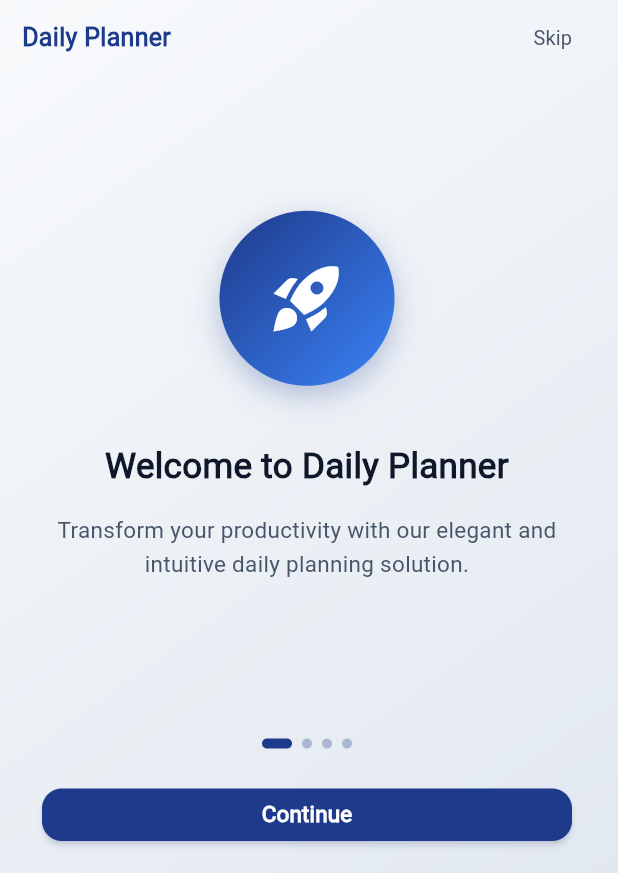 Daily Planner
Skip
Welcome to Daily Planner
Transform your productivity with our elegant and
intuitive daily planning solution.
Continue